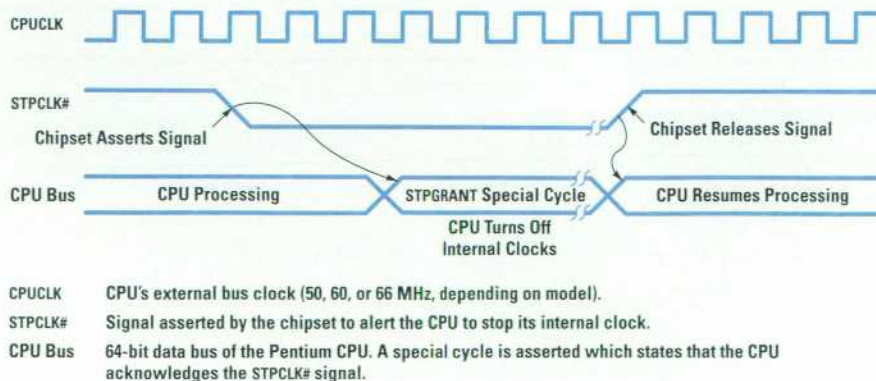 CPUCLK
STPCLK#
Chipset Asserts Signal
Chipset Releases Signal
CPU Bus
CPU Processing
STPGRANT Special Cycle
CPU Resumes Processing
CPU Turns Off
Internal Clocks
CPUCLK CPU's external bus clock (50, 60, or 66 MHz, depending on model).
STPCLK# Signal asserted by the chipset to alert the CPU to stop its internal clock.
CPU Bus 64-bit data bus of the Pentium CPU. A special cycle is asserted which states that the CPU
acknowledges the STPCLK# signal.